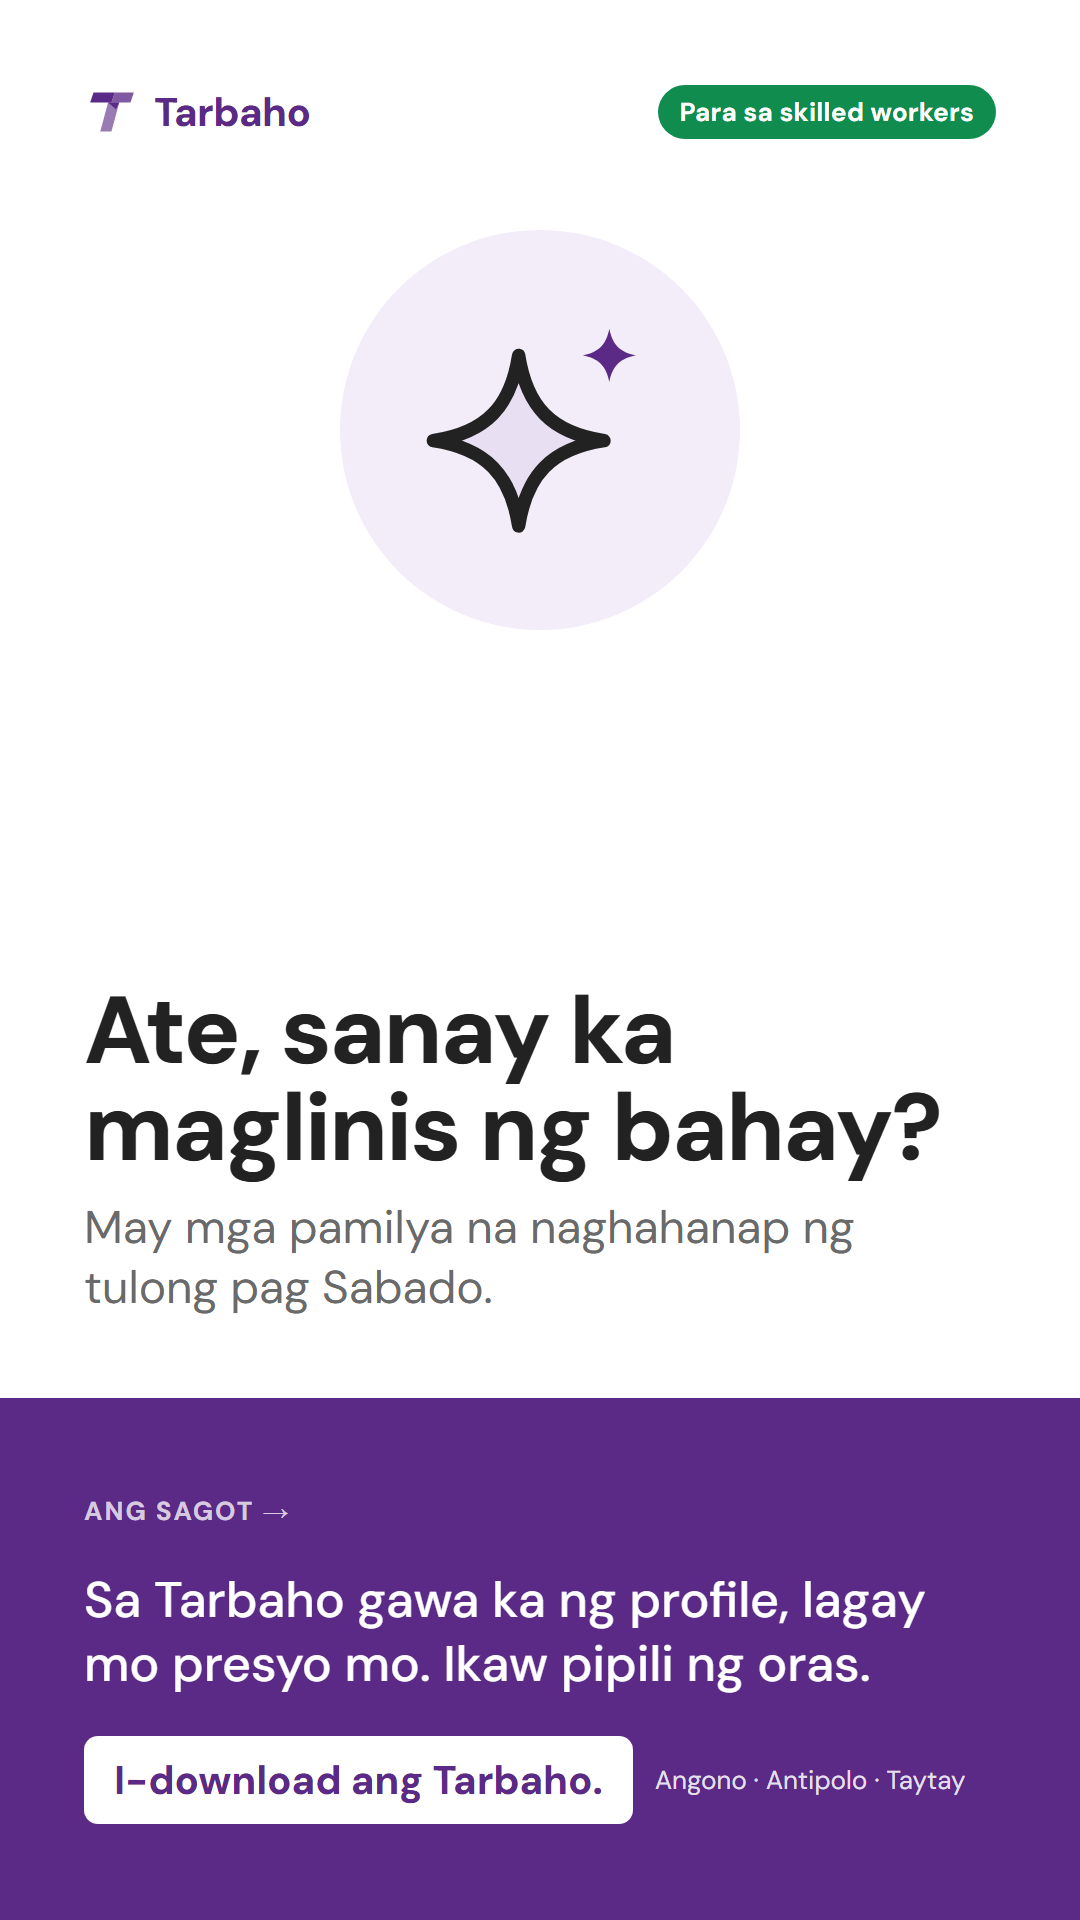 Tarbaho
Para sa skilled workers
Ate, sanay ka
maglinis ng bahay?
May mga pamilya na naghahanap ng
tulong pag Sabado.
ANG SAGOT →
Sa Tarbaho gawa ka ng profile, lagay
mo presyo mo. Ikaw pipili ng oras.
I-download ang Tarbaho.
Angono · Antipolo · Taytay